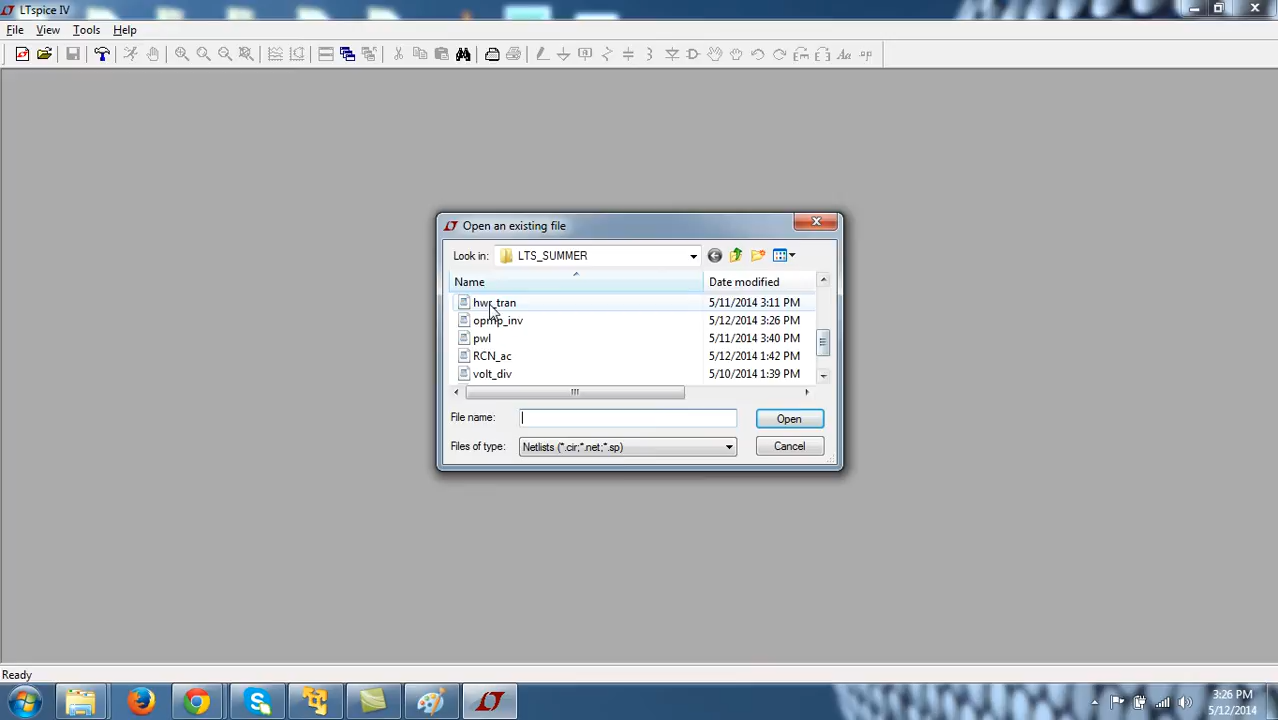 LTspice IV
File View Tools Help
Open an existing file
Look in: LTS_SUMMER
Name Date modified
hwr_tran 5/11/2014 3:11 PM
opmp_inv 5/12/2014 3:26 PM
pwl 5/11/2014 3:40 PM
RCN_ac 5/12/2014 1:42 PM
volt_div 5/10/2014 1:39 PM
File name: Open
Files of type: Netlists (*.cir;*.net;*.sp) Cancel
Ready
3:26 PM
5/12/2014